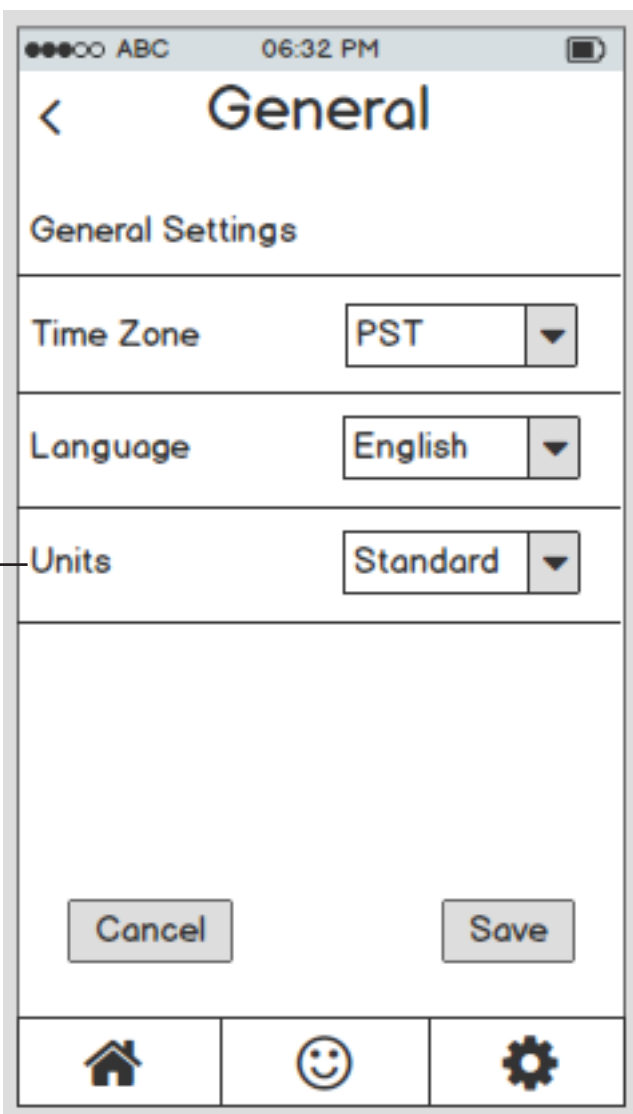 ABC 06:32 PM
< General
General Settings
Time Zone PST
Language English
Units Standard
Cancel Save